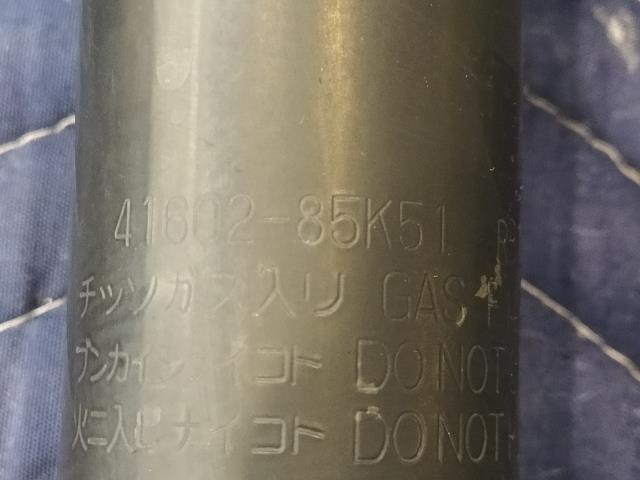 41602-85K51
チッソガス入リ GAS
ブンカイシナイコト DO NOT
火ニ入レナイコト DO NOT